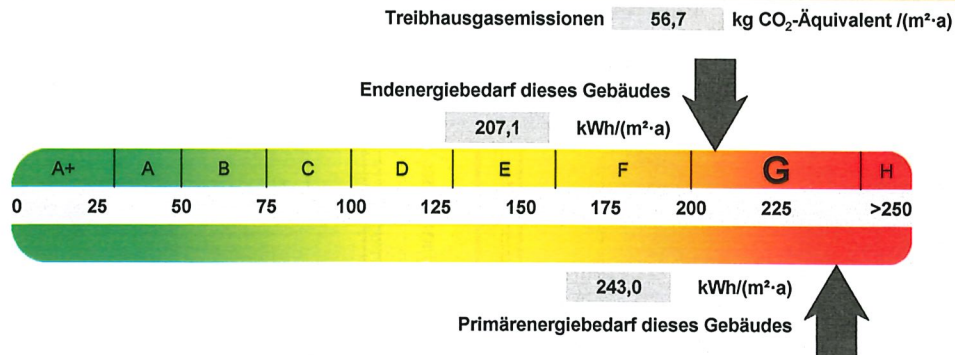 Treibhausgasemissionen 56,7 kg CO₂-Äquivalent /(m²·a)
Endenergiebedarf dieses Gebäudes
207,1 kWh/(m²·a)
A+ A B C D E F G H
0 25 50 75 100 125 150 175 200 225 >250
243,0 kWh/(m²·a)
Primärenergiebedarf dieses Gebäudes